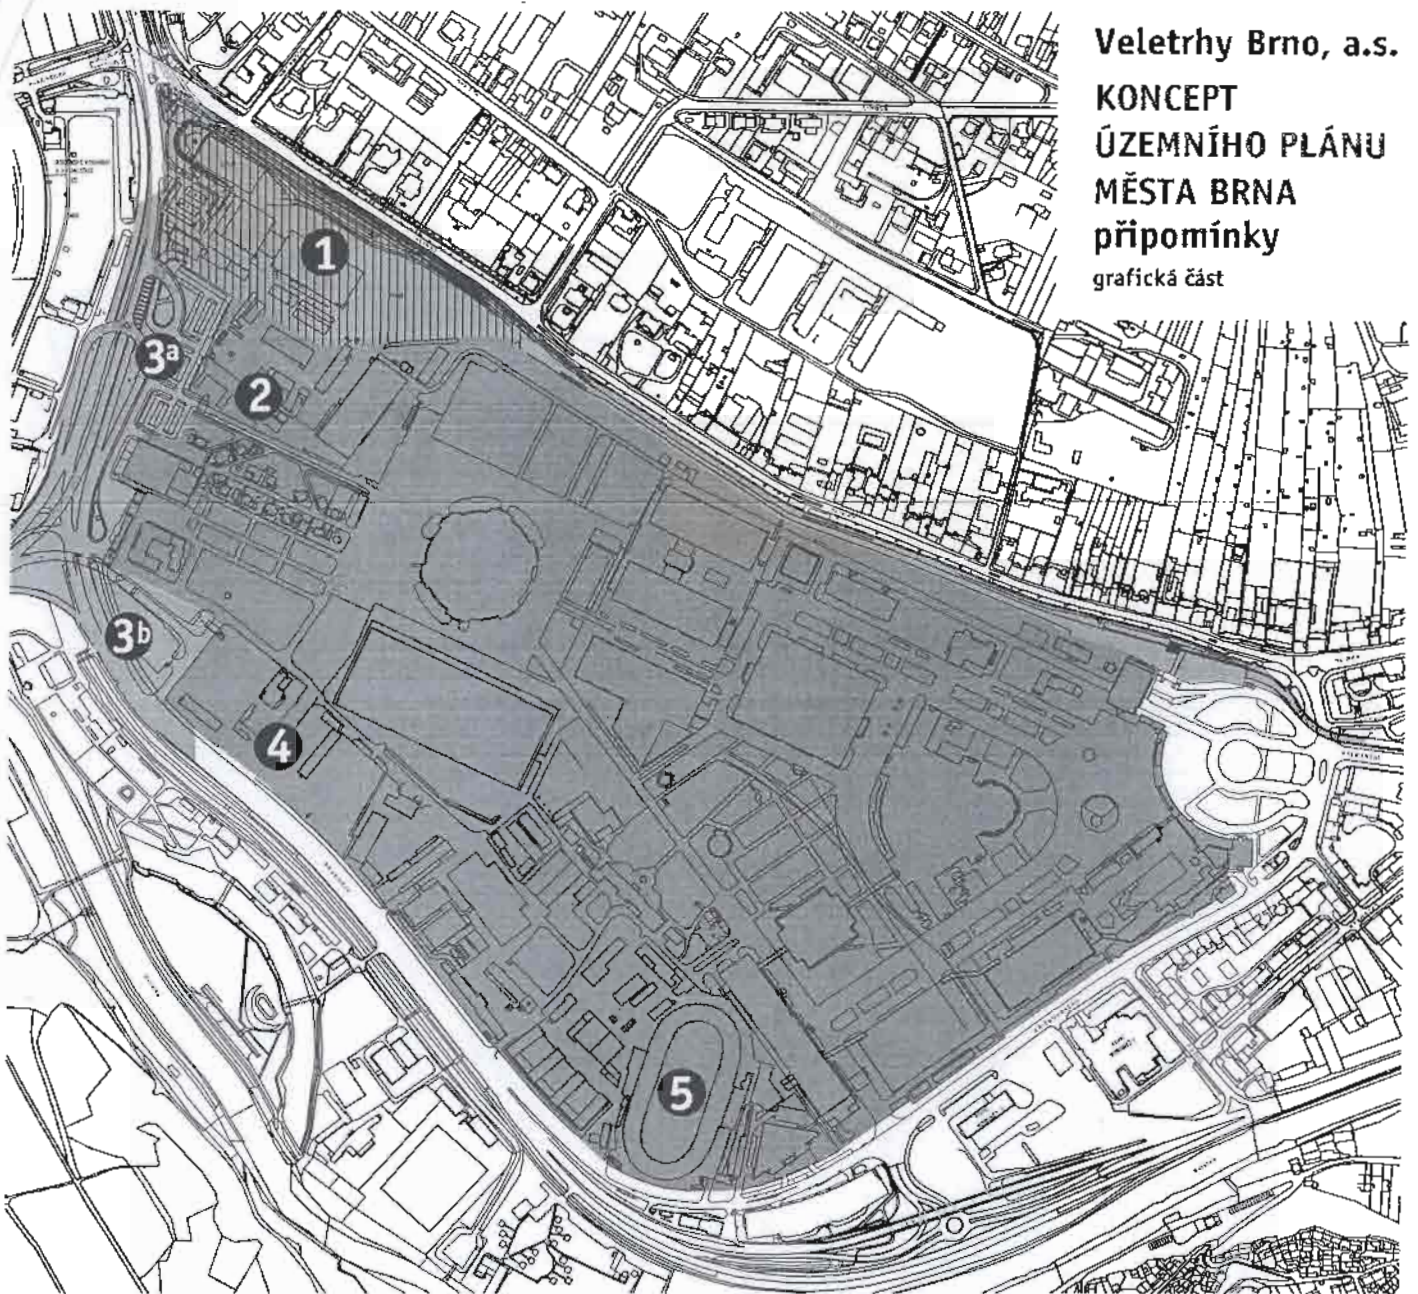 Veletrhy Brno, a.s.
KONCEPT
ÚZEMNÍHO PLÁNU
MĚSTA BRNA
připomínky
grafická část
1
3a
2
3b
4
5